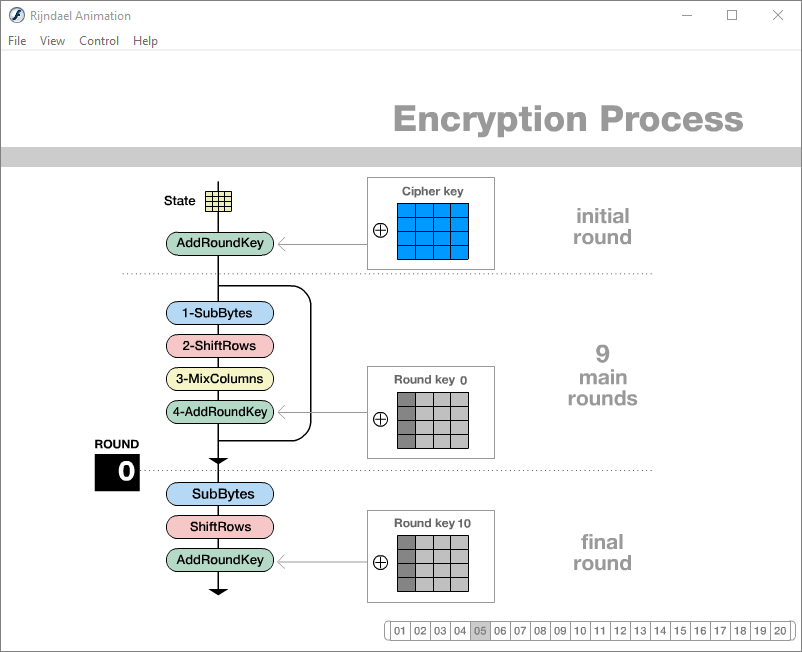 Rijndael Animation
File View Control Help
Encryption Process
State
Cipher key
initial
round
AddRoundKey
1-SubBytes
2-ShiftRows
3-MixColumns
4-AddRoundKey
Round key 0
9
main
rounds
ROUND
0
SubBytes
ShiftRows
AddRoundKey
Round key 10
final
round
01 02 03 04 05 06 07 08 09 10 11 12 13 14 15 16 17 18 19 20